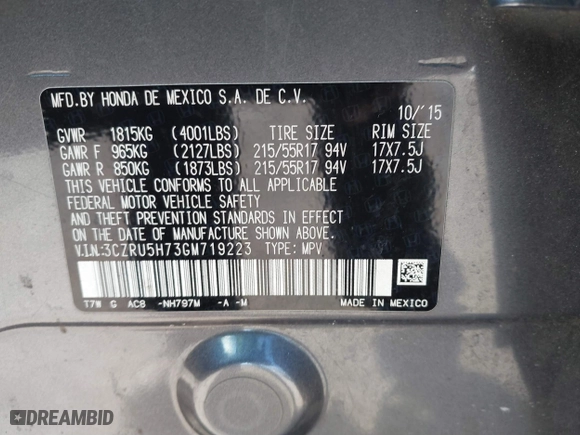 MFD.BY HONDA DE MEXICO S.A. DE C.V.
10/'15
GVWR 1815KG (4001LBS) TIRE SIZE RIM SIZE
GAWR F 965KG (2127LBS) 215/55R17 94V 17X7.5J
GAWR R 850KG (1873LBS) 215/55R17 94V 17X7.5J
THIS VEHICLE CONFORMS TO ALL APPLICABLE
FEDERAL MOTOR VEHICLE SAFETY
AND THEFT PREVENTION STANDARDS IN EFFECT
ON THE DATE OF MANUFACTURE SHOWN ABOVE.
V.I.N.:3CZRU5H73GM719223 TYPE: MPV
T7W G AC8 -NH797M -A -M MADE IN MEXICO
DREAMBID